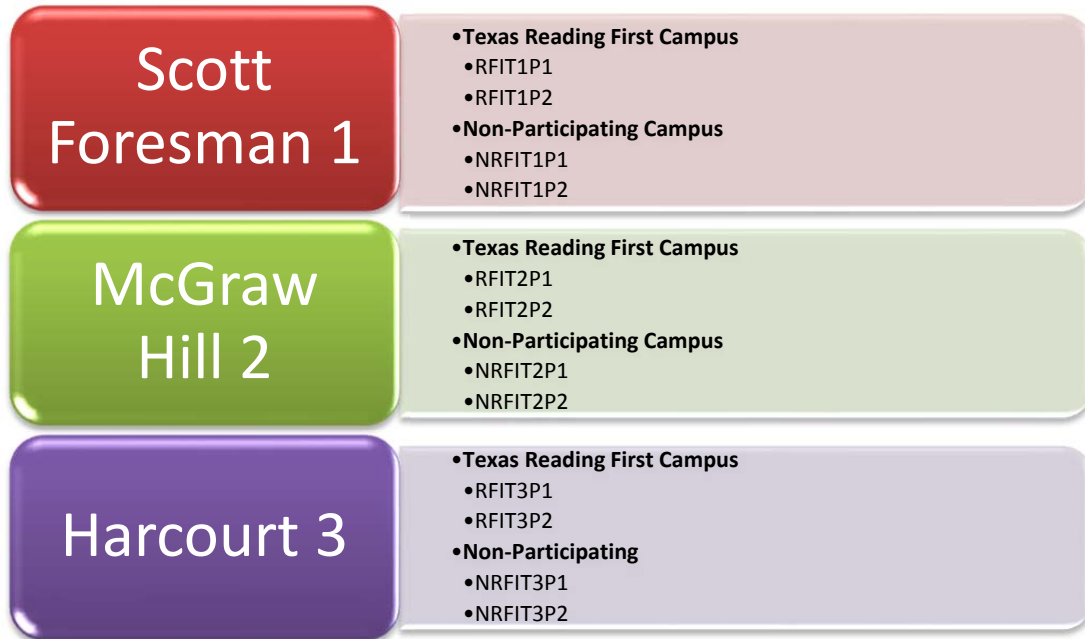 Scott
Foresman 1
•Texas Reading First Campus
•RFIT1P1
•RFIT1P2
•Non-Participating Campus
•NRFIT1P1
•NRFIT1P2
McGraw
Hill 2
•Texas Reading First Campus
•RFIT2P1
•RFIT2P2
•Non-Participating Campus
•NRFIT2P1
•NRFIT2P2
Harcourt 3
•Texas Reading First Campus
•RFIT3P1
•RFIT3P2
•Non-Participating
•NRFIT3P1
•NRFIT3P2